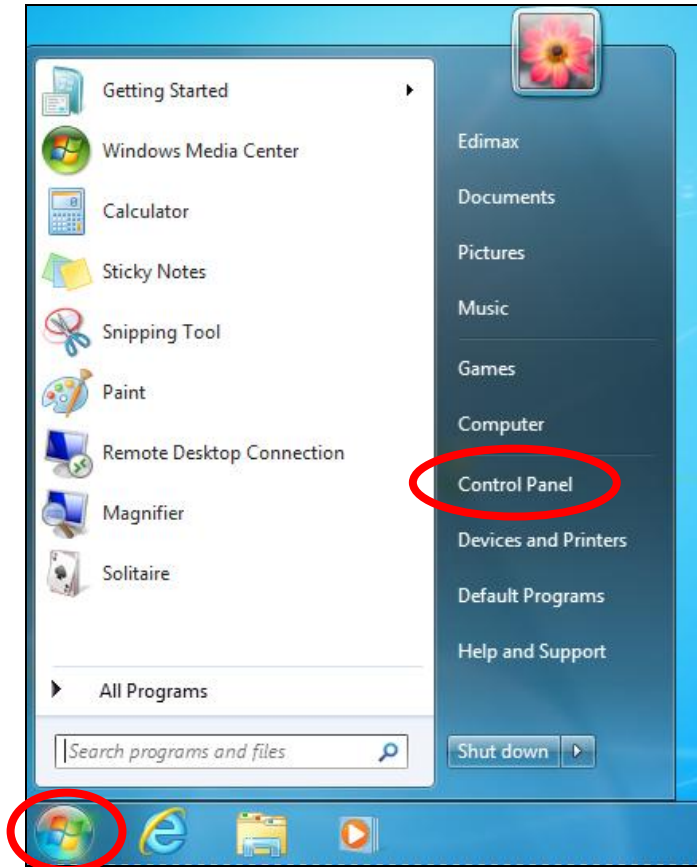 Getting Started
Windows Media Center
Calculator
Sticky Notes
Snipping Tool
Paint
Remote Desktop Connection
Magnifier
Solitaire
All Programs
Search programs and files
Edimax
Documents
Pictures
Music
Games
Computer
Control Panel
Devices and Printers
Default Programs
Help and Support
Shut down